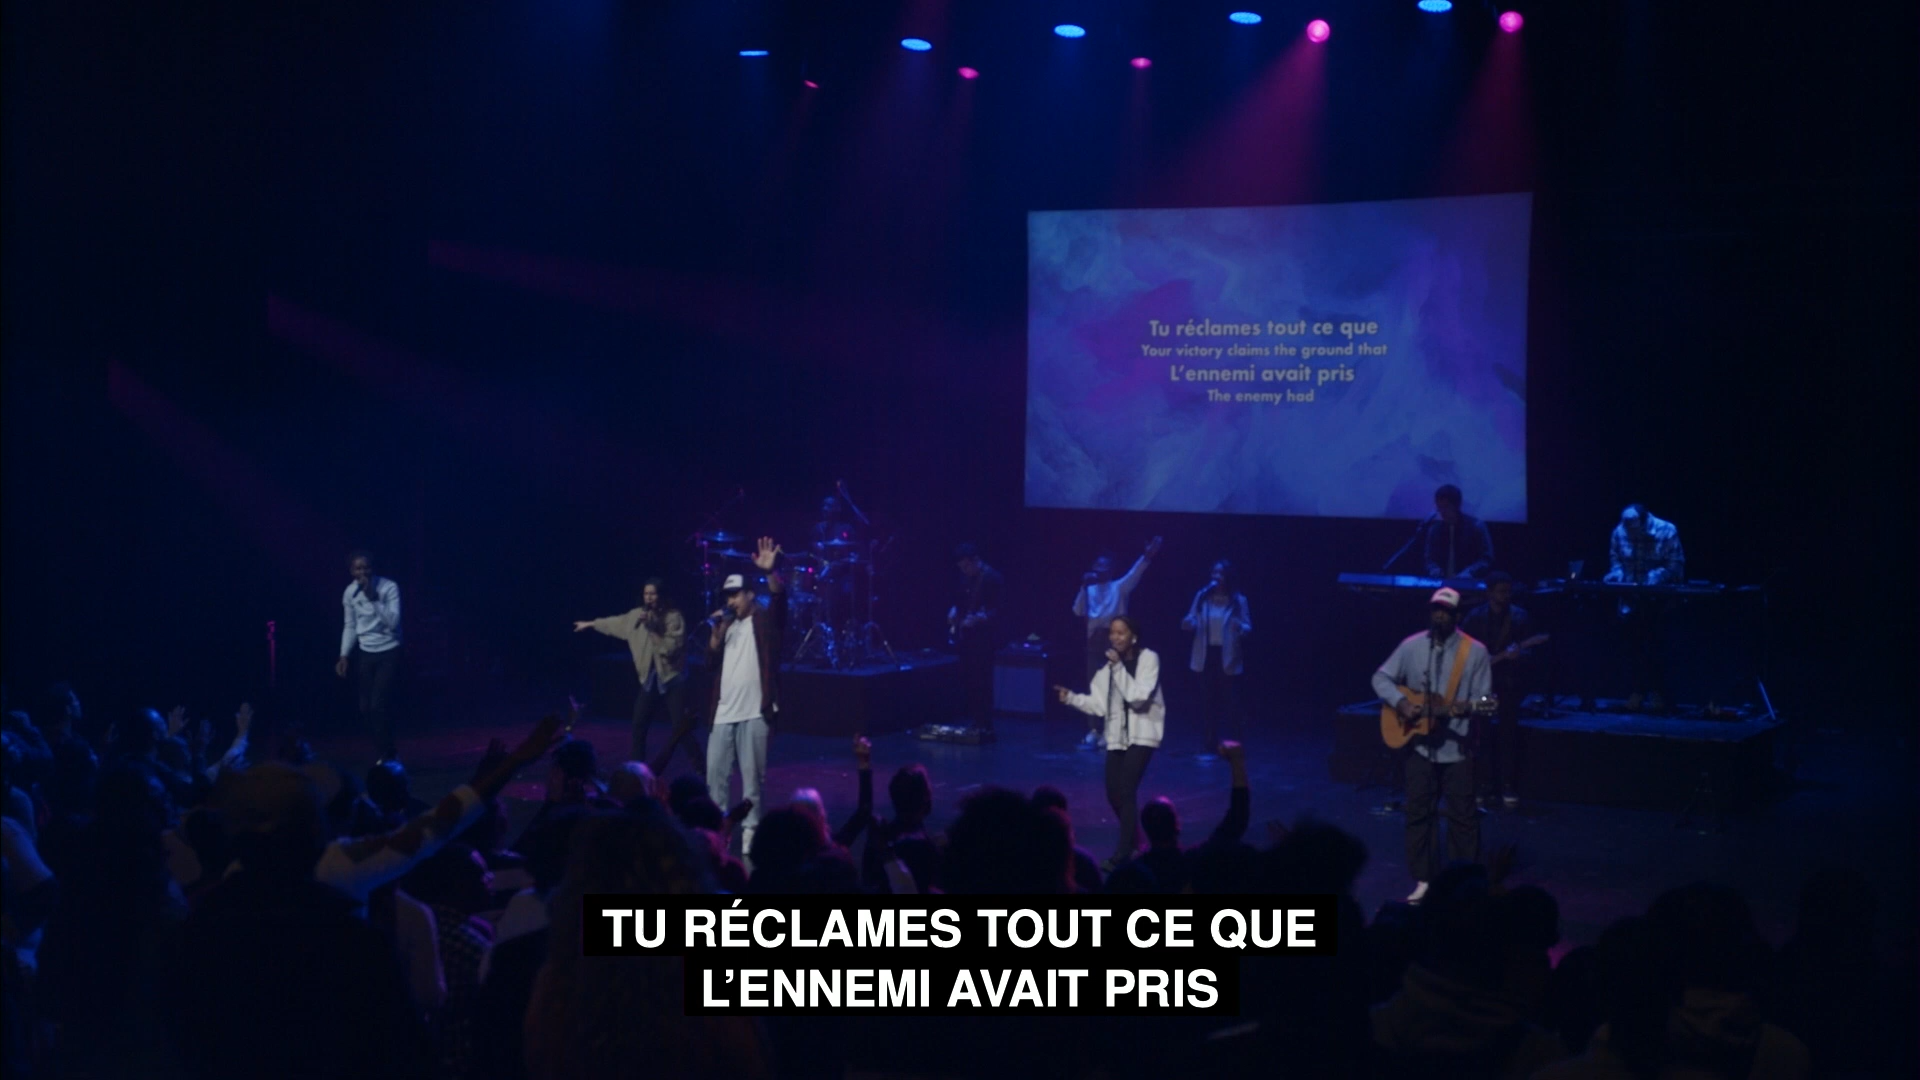 Tu réclames tout ce que
Your victory claims the ground that
L'ennemi avait pris
The enemy had
TU RÉCLAMES TOUT CE QUE
L'ENNEMI AVAIT PRIS